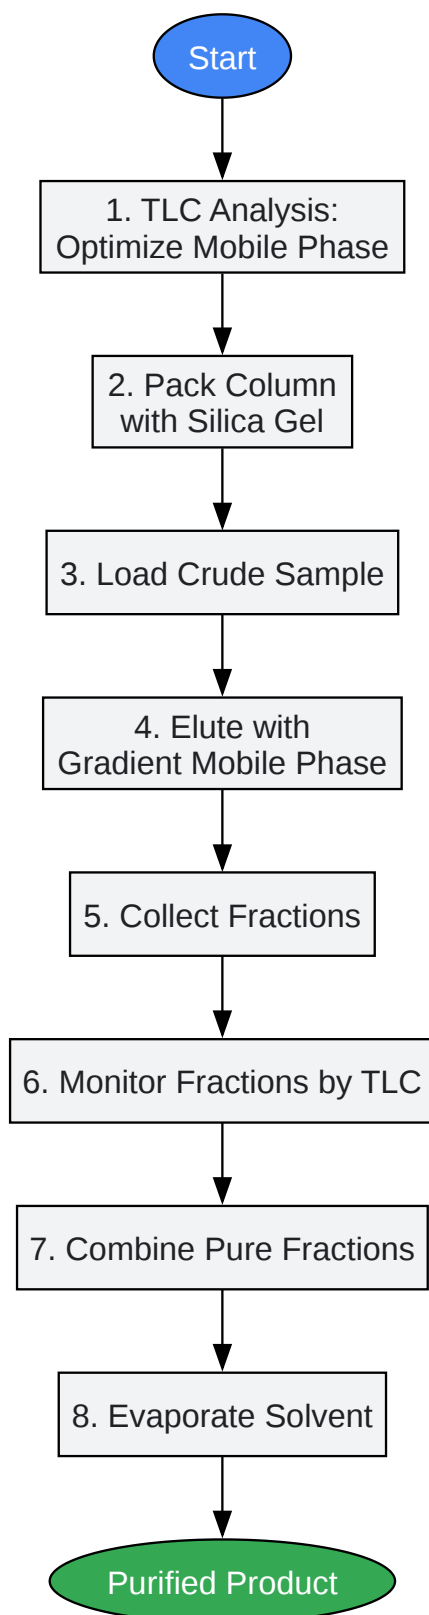 Start
1. TLC Analysis:
Optimize Mobile Phase
2. Pack Column
with Silica Gel
3. Load Crude Sample
4. Elute with
Gradient Mobile Phase
5. Collect Fractions
6. Monitor Fractions by TLC
7. Combine Pure Fractions
8. Evaporate Solvent
Purified Product